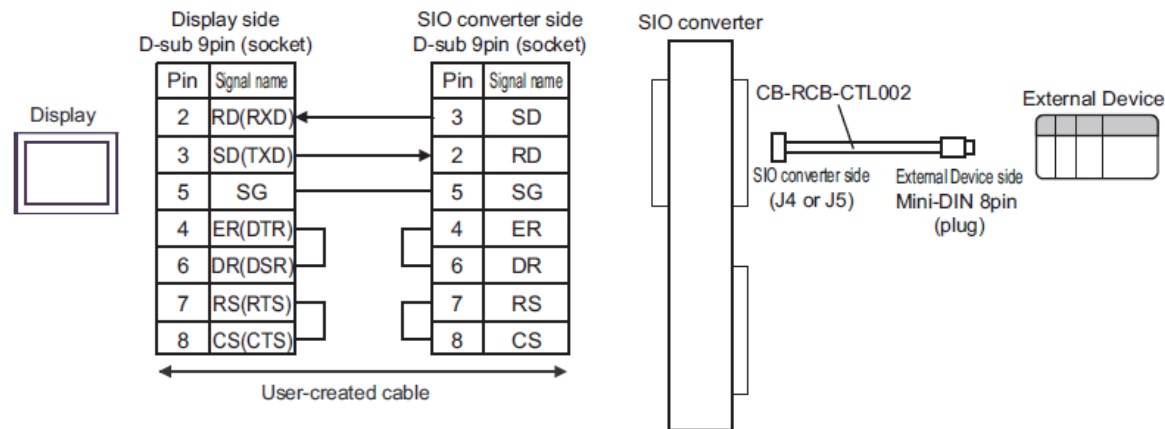 Display side
D-sub 9pin (socket)
SIO converter side
D-sub 9pin (socket)
SIO converter
Pin Signal name
Pin Signal name
Display
2 RD(RXD) 3 SD
3 SD(TXD) 2 RD
5 SG 5 SG
4 ER(DTR) 4 ER
6 DR(DSR) 6 DR
7 RS(RTS) 7 RS
8 CS(CTS) 8 CS
User-created cable
CB-RCB-CTL002
External Device
SIO converter side
(J4 or J5)
External Device side
Mini-DIN 8pin
(plug)